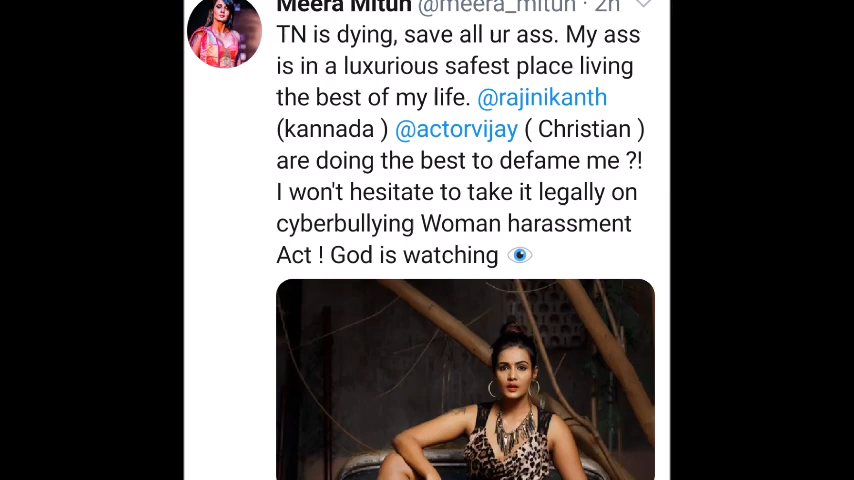 Meera Mitun @meera_mitun · 2h
TN is dying, save all ur ass. My ass
is in a luxurious safest place living
the best of my life. @rajinikanth
(kannada ) @actorvijay ( Christian )
are doing the best to defame me ?!
I won't hesitate to take it legally on
cyberbullying Woman harassment
Act ! God is watching 👁